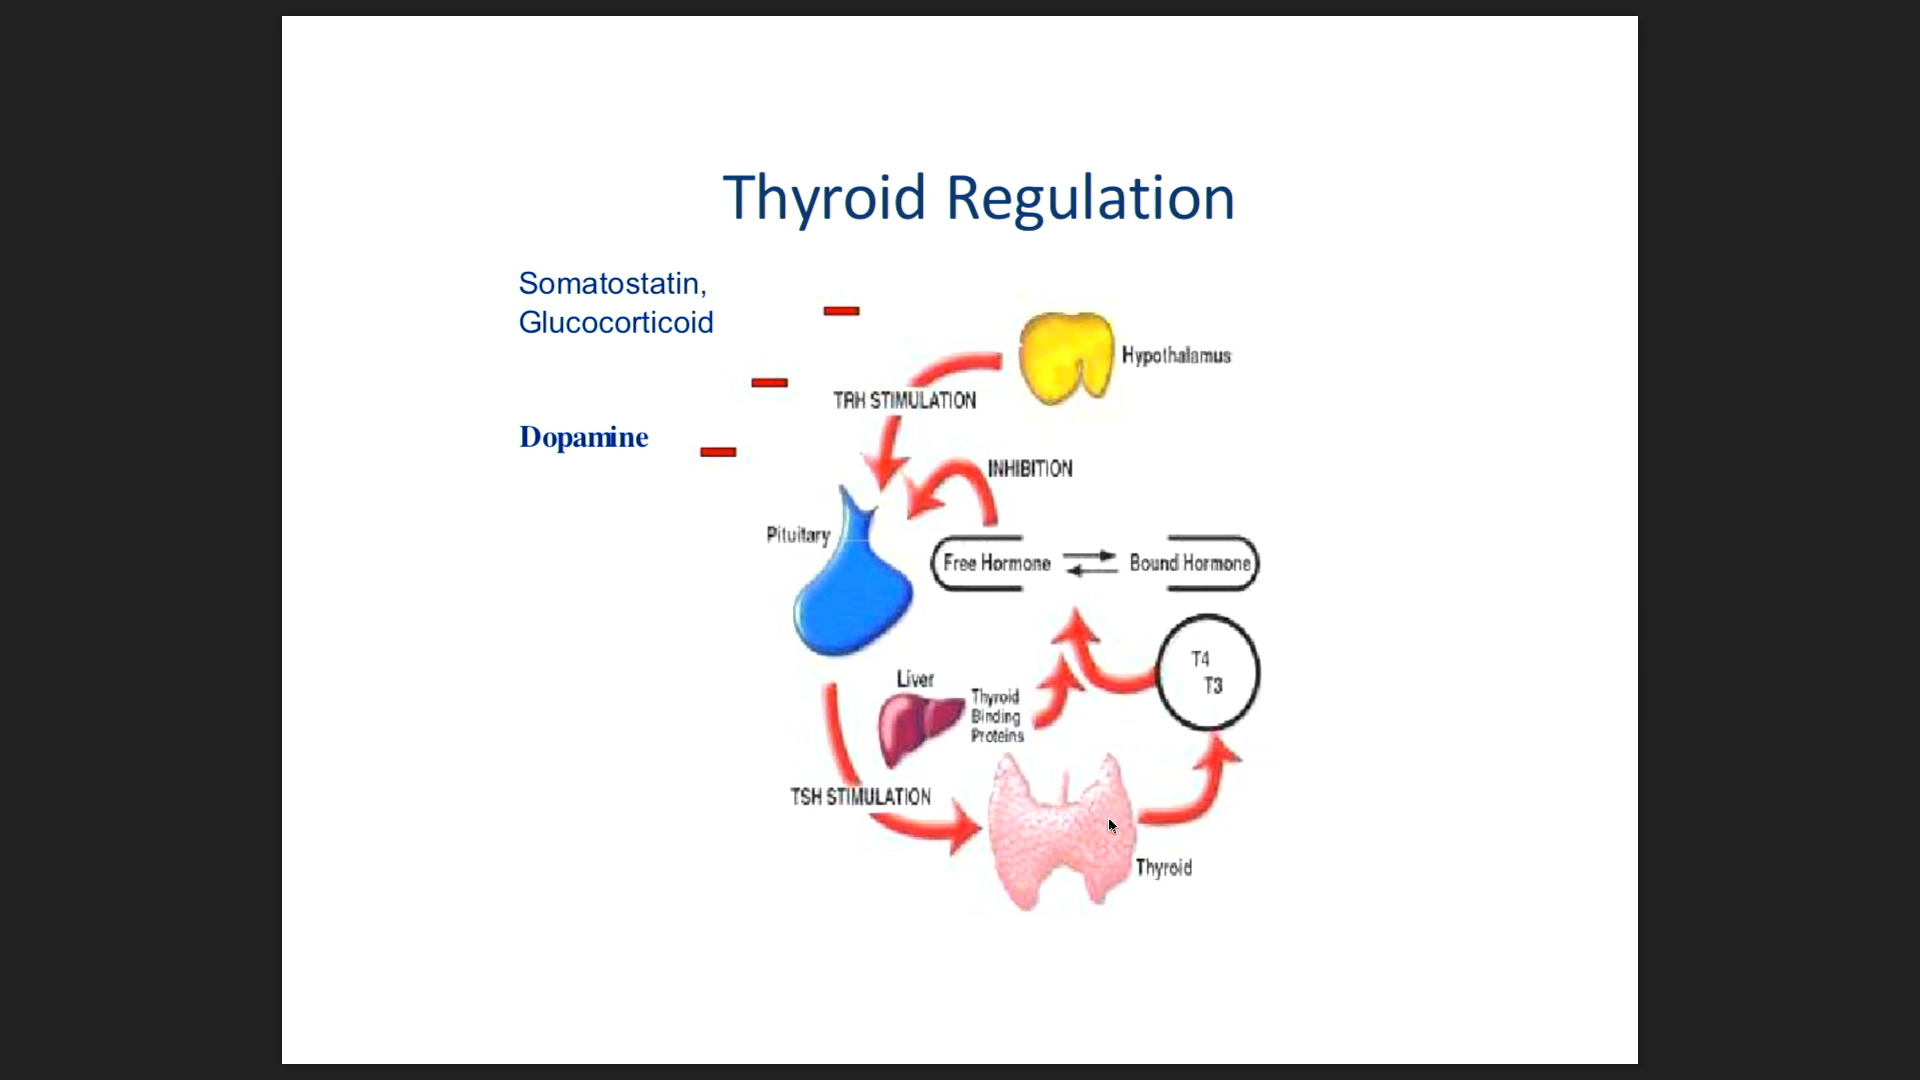 Thyroid Regulation
Somatostatin,
Glucocorticoid
Hypothalamus
TRH STIMULATION
Dopamine
INHIBITION
Pituitary
Free Hormone
Bound Hormone
T4
T3
Liver
Thyroid
Binding
Proteins
TSH STIMULATION
Thyroid